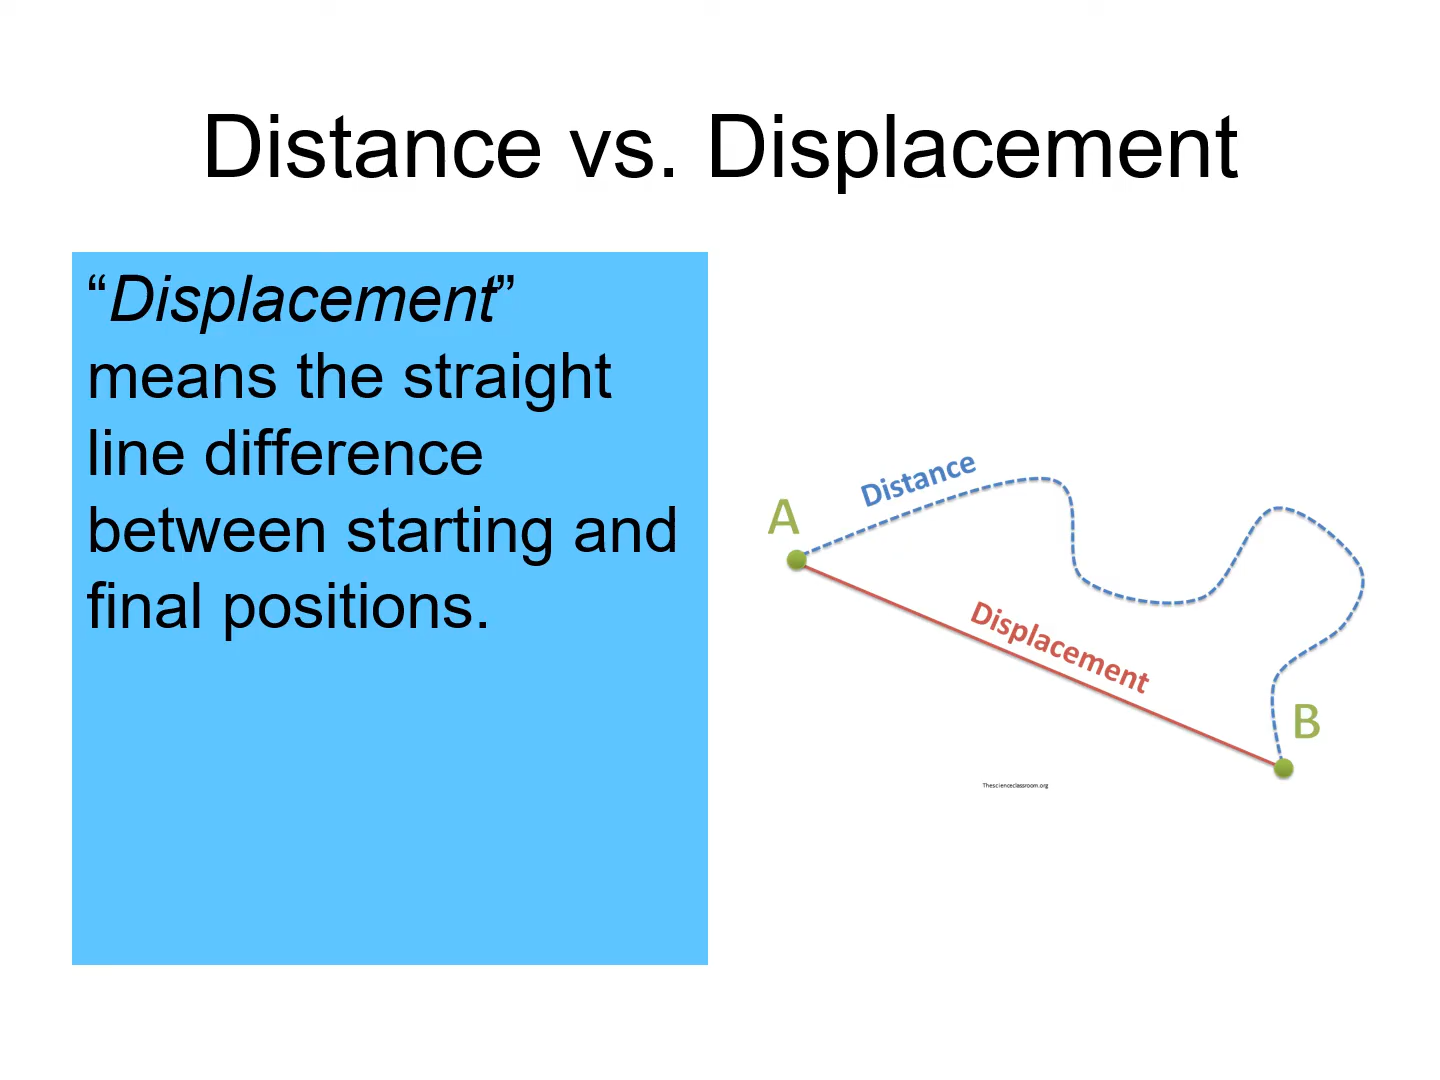 Distance vs. Displacement
“Displacement”
means the straight
line difference
between starting and
final positions.
Distance
A
Displacement
B
Thescienceclassroom.org